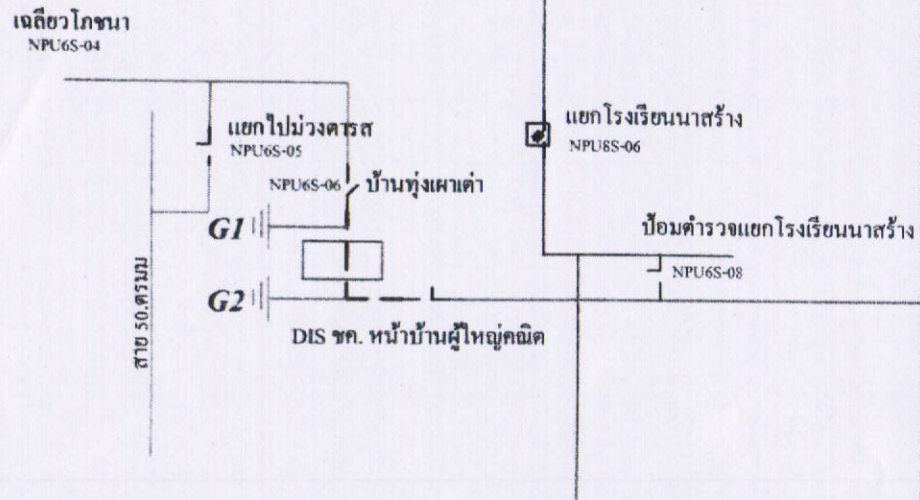 เฉลียวโภชนา
NPU6S-04
แยกไปม่วงตารส
NPU6S-05
NPU6S-06
บ้านทุ่งเผาเต่า
G1
G2
สาย 50.ตรมม
DIS ชค. หน้าบ้านผู้ใหญ่คณิต
แยกโรงเรียนนาสร้าง
NPU8S-06
ป้อมตำรวจแยกโรงเรียนนาสร้าง
NPU6S-08